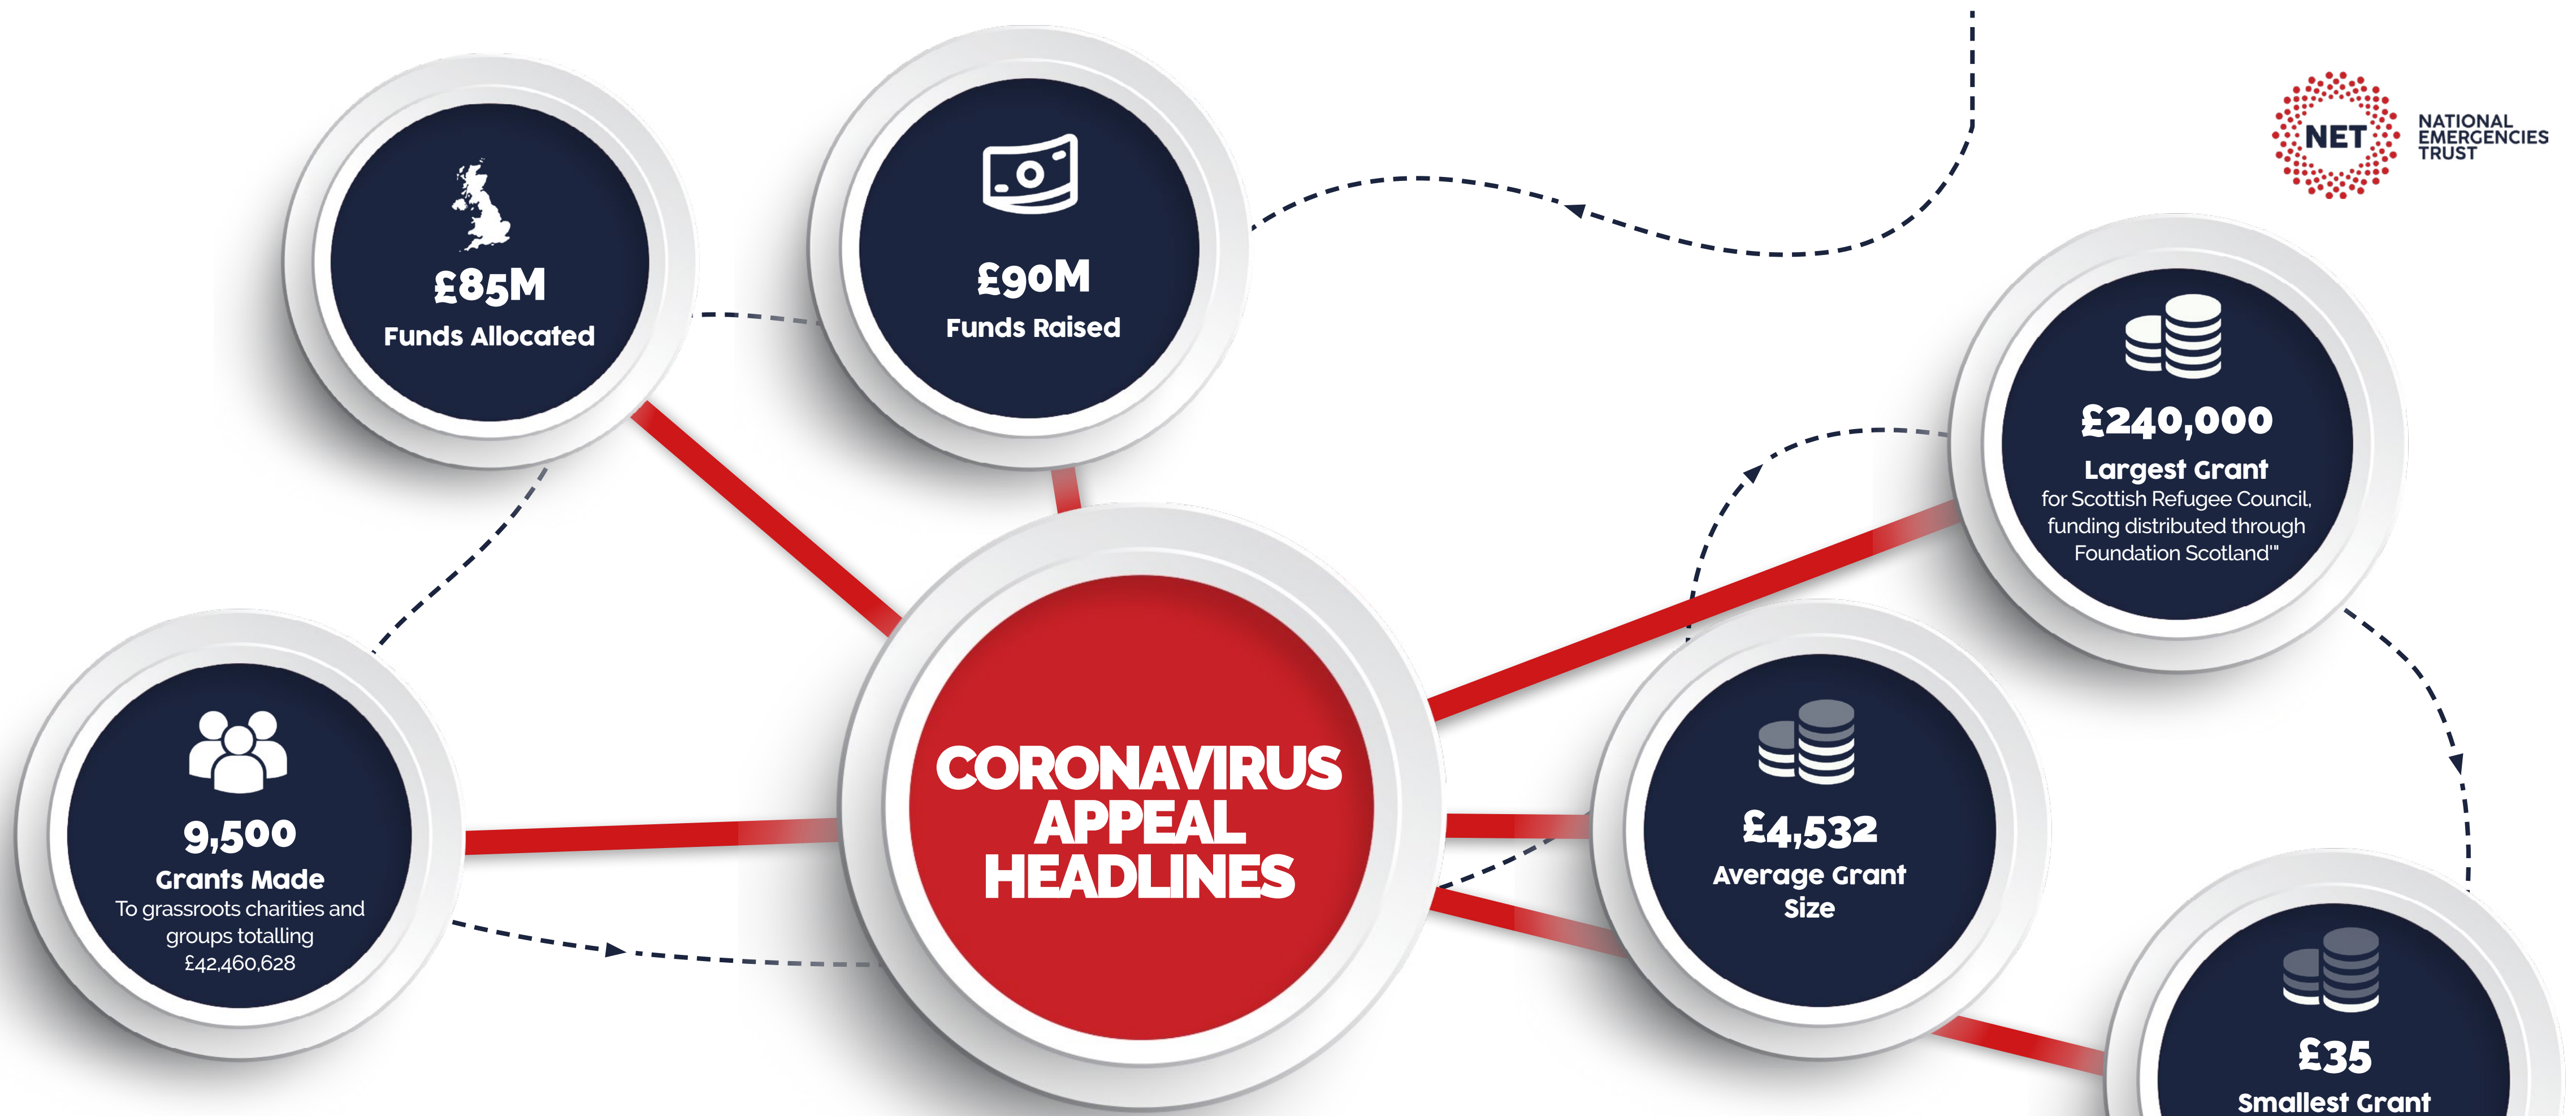 NET
NATIONAL
EMERGENCIES
TRUST
£85M
Funds Allocated
£90M
Funds Raised
£240,000
Largest Grant
for Scottish Refugee Council,
funding distributed through
Foundation Scotland'"
9,500
Grants Made
To grassroots charities and
groups totalling
£42,460,628
CORONAVIRUS
APPEAL
HEADLINES
£4,532
Average Grant
Size
£35
Smallest Grant